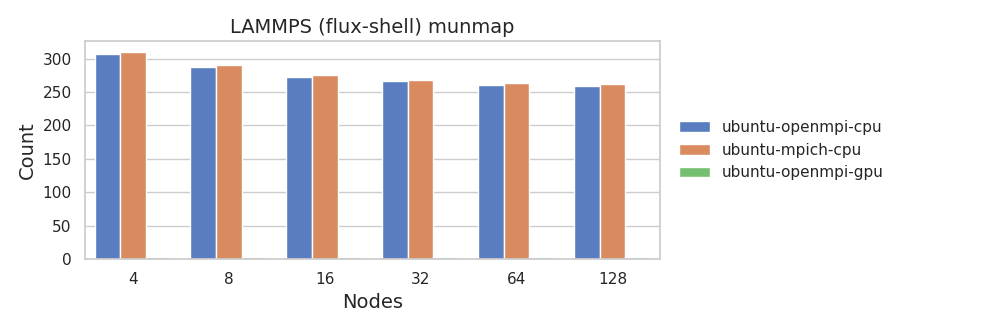 LAMMPS (flux-shell) munmap
Count
300
250
200
150
100
50
0
4 8 16 32 64 128
Nodes
ubuntu-openmpi-cpu
ubuntu-mpich-cpu
ubuntu-openmpi-gpu